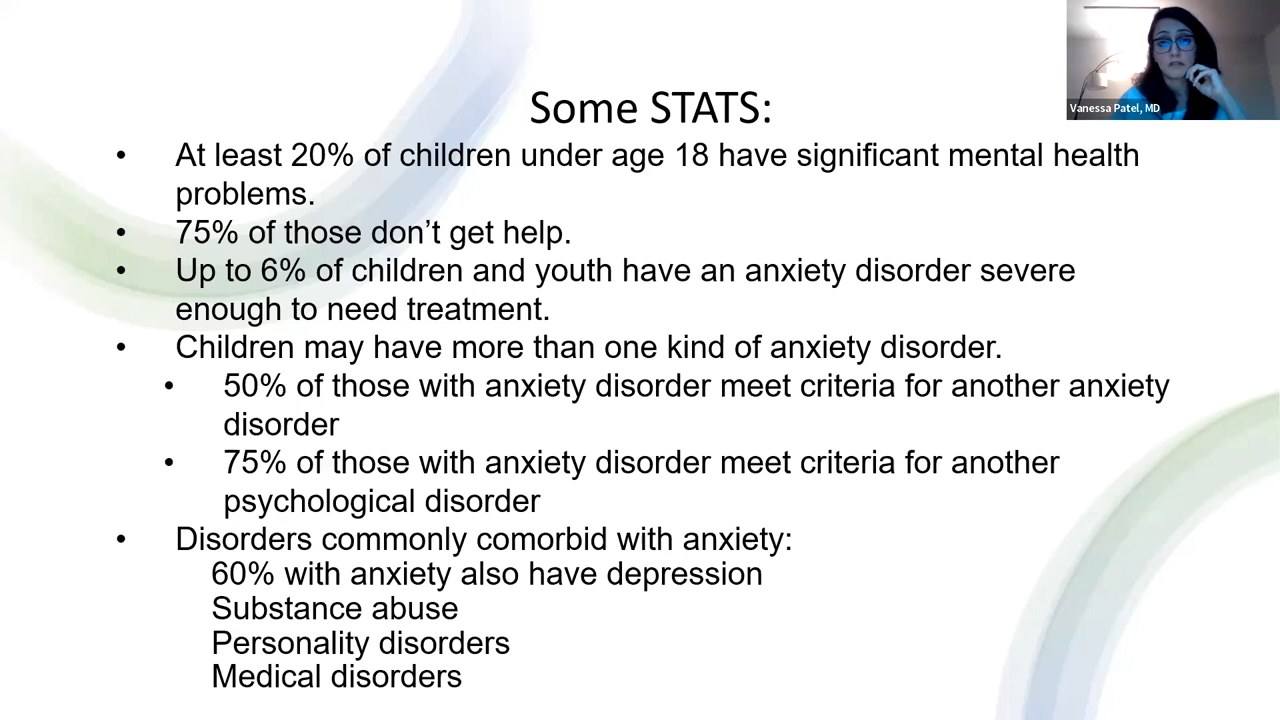 Vanessa Patel, MD
Some STATS:
• At least 20% of children under age 18 have significant mental health
problems.
• 75% of those don’t get help.
• Up to 6% of children and youth have an anxiety disorder severe
enough to need treatment.
• Children may have more than one kind of anxiety disorder.
• 50% of those with anxiety disorder meet criteria for another anxiety
disorder
• 75% of those with anxiety disorder meet criteria for another
psychological disorder
• Disorders commonly comorbid with anxiety:
60% with anxiety also have depression
Substance abuse
Personality disorders
Medical disorders